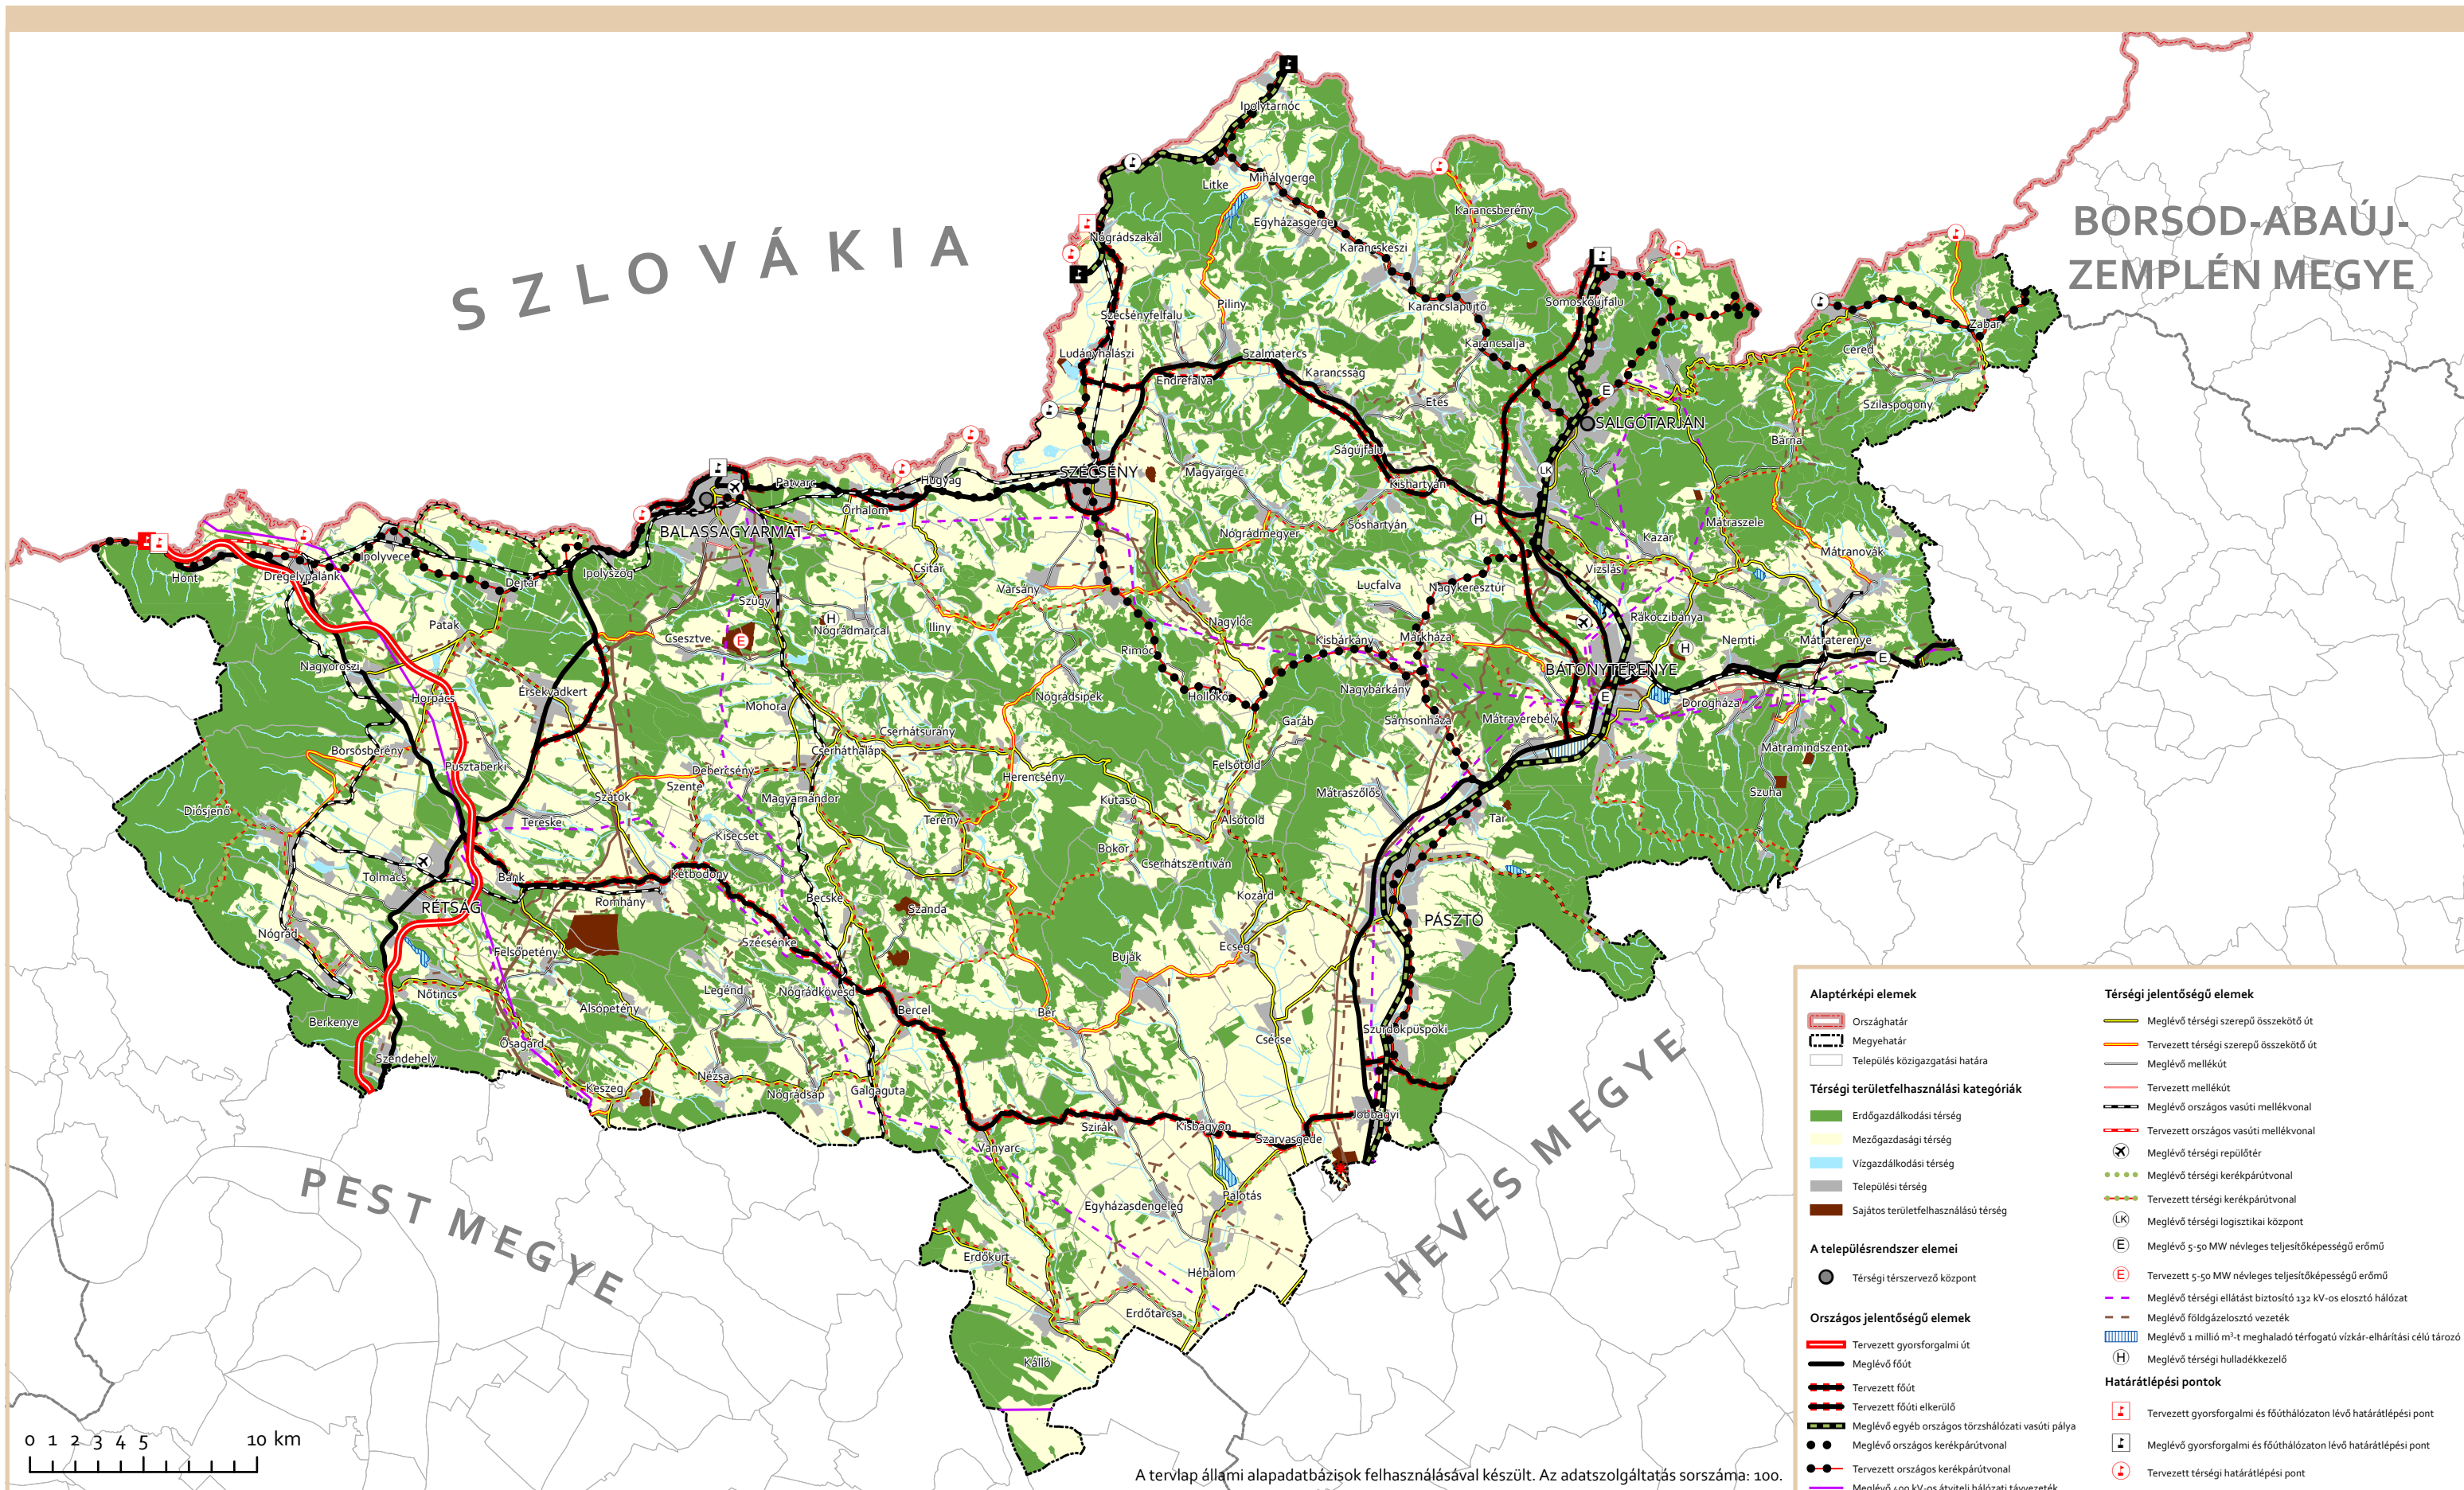 SZLOVÁKIA
BORSOD-ABAÚJ-
ZEMPLÉN MEGYE
PEST MEGYE
HEVES MEGYE
Ipolytarnóc
Litke
Mihálygerge
Egyházasgerge
Karancsberény
Nógrádszakál
Karancskeszi
Piliny
Karancslapujtő
Somoskőújfalu
Szécsényfelfalu
Zabar
Karancsalja
Cered
Ludányhalászi
Szalmatercs
Endrefalva
Karancsság
Etes
Szilaspogony
SALGÓTARJÁN
Bárna
Ságújfalu
SZÉCSÉNY
Magyargéc
Hugyag
Patvarc
Kishartyán
Őrhalom
Mátraszele
Sóshartyán
BALASSAGYARMAT
Nógrádmegyer
Kazár
Mátranovák
Ipolyvece
Hont
Drégelypalánk
Dejtár
Ipolyszög
Csitár
Vizslás
Varsány
Lucfalva
Nagykeresztúr
Szügy
Rákóczibánya
Patak
Csesztve
Nógrádmarcal
Iliny
Nagylóc
Kisbárkány
Márkháza
Nemti
Mátraterenye
Rimóc
Nagyoroszi
BÁTONYTERENYE
Horpács
Érsekvadkert
Mohora
Nógrádsipek
Hollókő
Nagybárkány
Dorogháza
Garáb
Sámsonháza
Mátraverebély
Borsosberény
Cserháthaláp
Cserhátsurány
Mátramindszent
Pusztaberki
Debercsény
Herencsény
Felsőtold
Szátok
Szente
Magyarnándor
Kutasó
Mátraszőlős
Szuha
Diósjenő
Tereske
Kisecset
Terény
Alsótold
Tar
Bokor
Cserhátszentiván
Tolmács
Bánk
Kétbodony
RÉTSÁG
Romhány
Becske
Szanda
Kozárd
PÁSZTÓ
Nógrád
Felsőpetény
Szécsénke
Ecseg
Buják
Nőtincs
Legénd
Nógrádkövesd
Alsópetény
Bercel
Bér
Berkenye
Szurdokpüspöki
Csécse
Szendehely
Ősagárd
Keszeg
Nézsa
Nógrádsáp
Galgaguta
Szirák
Kisbágyon
Jobbágyi
Szarvasgede
Vanyarc
Palotás
Egyházasdengeleg
Erdőkürt
Héhalom
Erdőtarcsa
Kálló
LK
E
H
0 1 2 3 4 5 10 km
A tervlap állami alapadatbázisok felhasználásával készült. Az adatszolgáltatás sorszáma: 100.
Alaptérképi elemek
Országhatár
Megyehatár
Település közigazgatási határa
Térségi területfelhasználási kategóriák
Erdőgazdálkodási térség
Mezőgazdasági térség
Vízgazdálkodási térség
Települési térség
Sajátos területfelhasználású térség
A településrendszer elemei
Térségi térszervező központ
Országos jelentőségű elemek
Tervezett gyorsforgalmi út
Meglévő főút
Tervezett főút
Tervezett főúti elkerülő
Meglévő egyéb országos törzshálózati vasúti pálya
Meglévő országos kerékpárútvonal
Tervezett országos kerékpárútvonal
Meglévő 400 kV-os átviteli hálózati távvezeték
Térségi jelentőségű elemek
Meglévő térségi szerepű összekötő út
Tervezett térségi szerepű összekötő út
Meglévő mellékút
Tervezett mellékút
Meglévő országos vasúti mellékvonal
Tervezett országos vasúti mellékvonal
Meglévő térségi repülőtér
Meglévő térségi kerékpárútvonal
Tervezett térségi kerékpárútvonal
LK Meglévő térségi logisztikai központ
E Meglévő 5-50 MW névleges teljesítőképességű erőmű
E Tervezett 5-50 MW névleges teljesítőképességű erőmű
Meglévő térségi ellátást biztosító 132 kV-os elosztó hálózat
Meglévő földgázelosztó vezeték
Meglévő 1 millió m³-t meghaladó térfogatú vízkár-elhárítási célú tározó
H Meglévő térségi hulladékkezelő
Határátlépési pontok
Tervezett gyorsforgalmi és főúthálózaton lévő határátlépési pont
Meglévő gyorsforgalmi és főúthálózaton lévő határátlépési pont
Tervezett térségi határátlépési pont